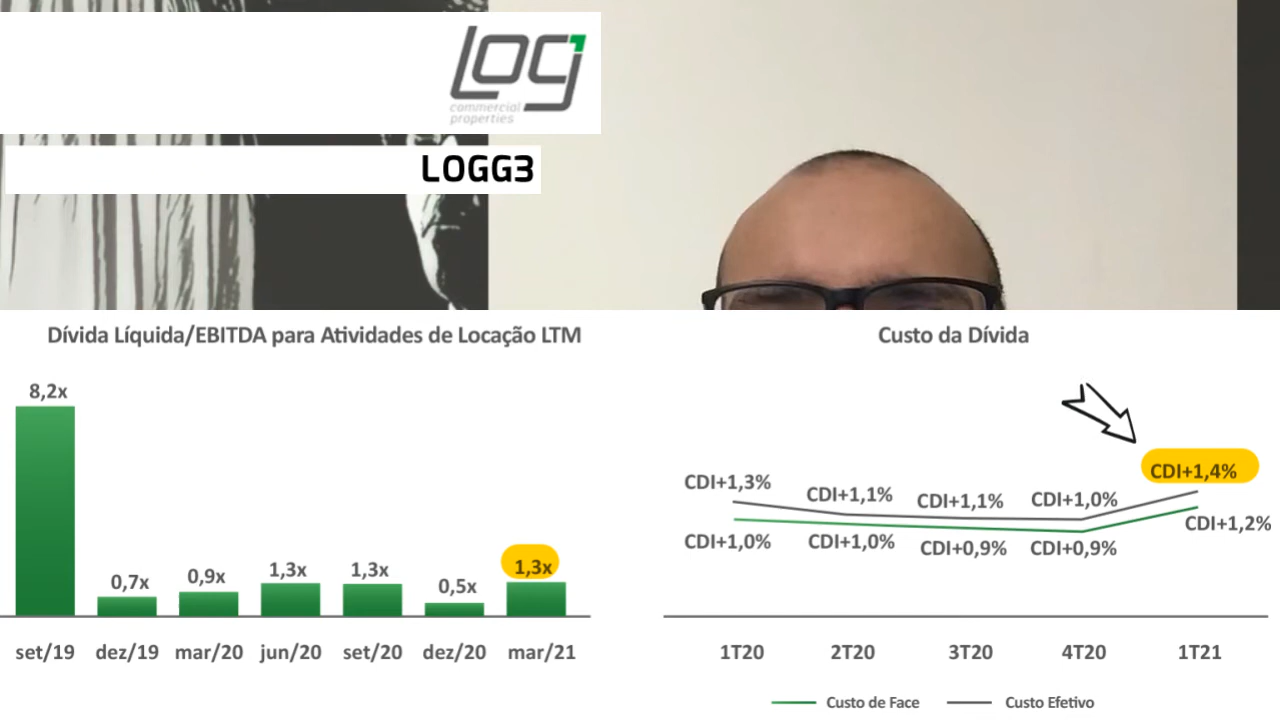 Log
commercial
properties
LOGG3
Dívida Líquida/EBITDA para Atividades de Locação LTM
8,2x
0,7x
0,9x
1,3x
1,3x
0,5x
1,3x
set/19 dez/19 mar/20 jun/20 set/20 dez/20 mar/21
Custo da Dívida
CDI+1,3% CDI+1,1% CDI+1,1% CDI+1,0% CDI+1,4%
CDI+1,0% CDI+1,0% CDI+0,9% CDI+0,9% CDI+1,2%
1T20 2T20 3T20 4T20 1T21
Custo de Face Custo Efetivo